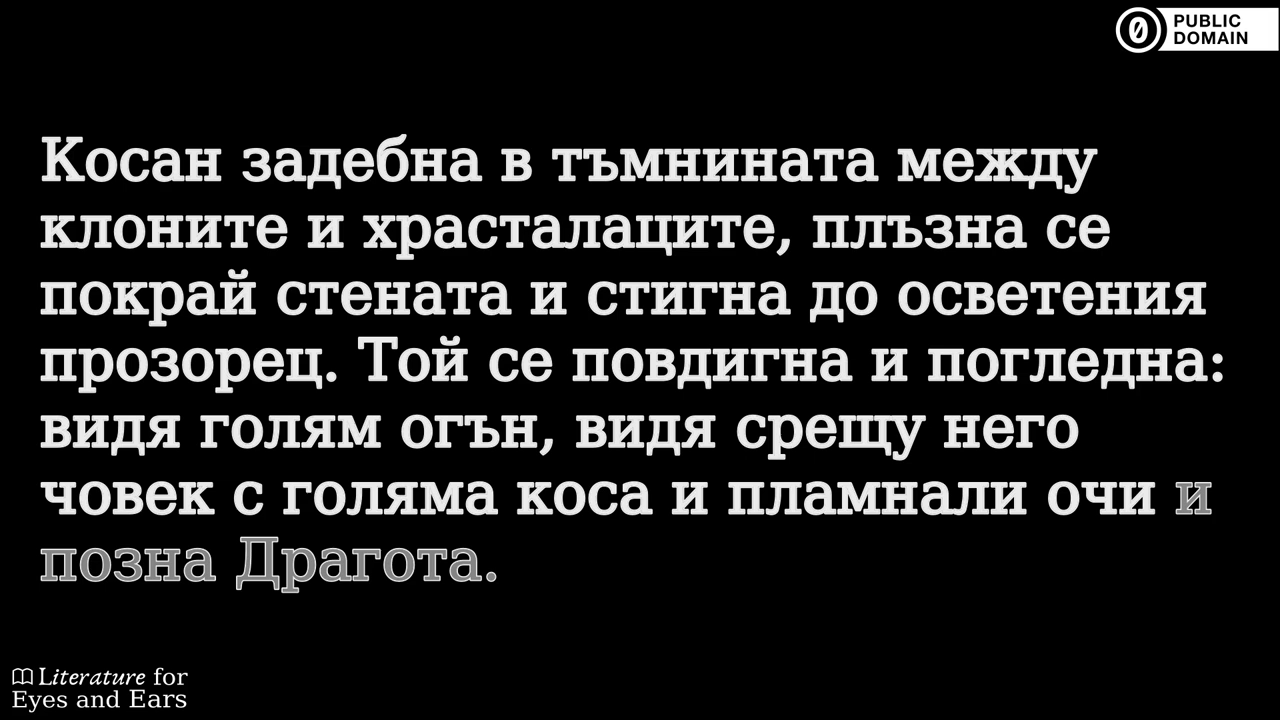 PUBLIC
DOMAIN
Косан задебна в тъмнината между
клоните и храсталаците, плъзна се
покрай стената и стигна до осветения
прозорец. Той се повдигна и погледна:
видя голям огън, видя срещу него
човек с голяма коса и пламнали очи и
позна Драгота.
Literature for
Eyes and Ears